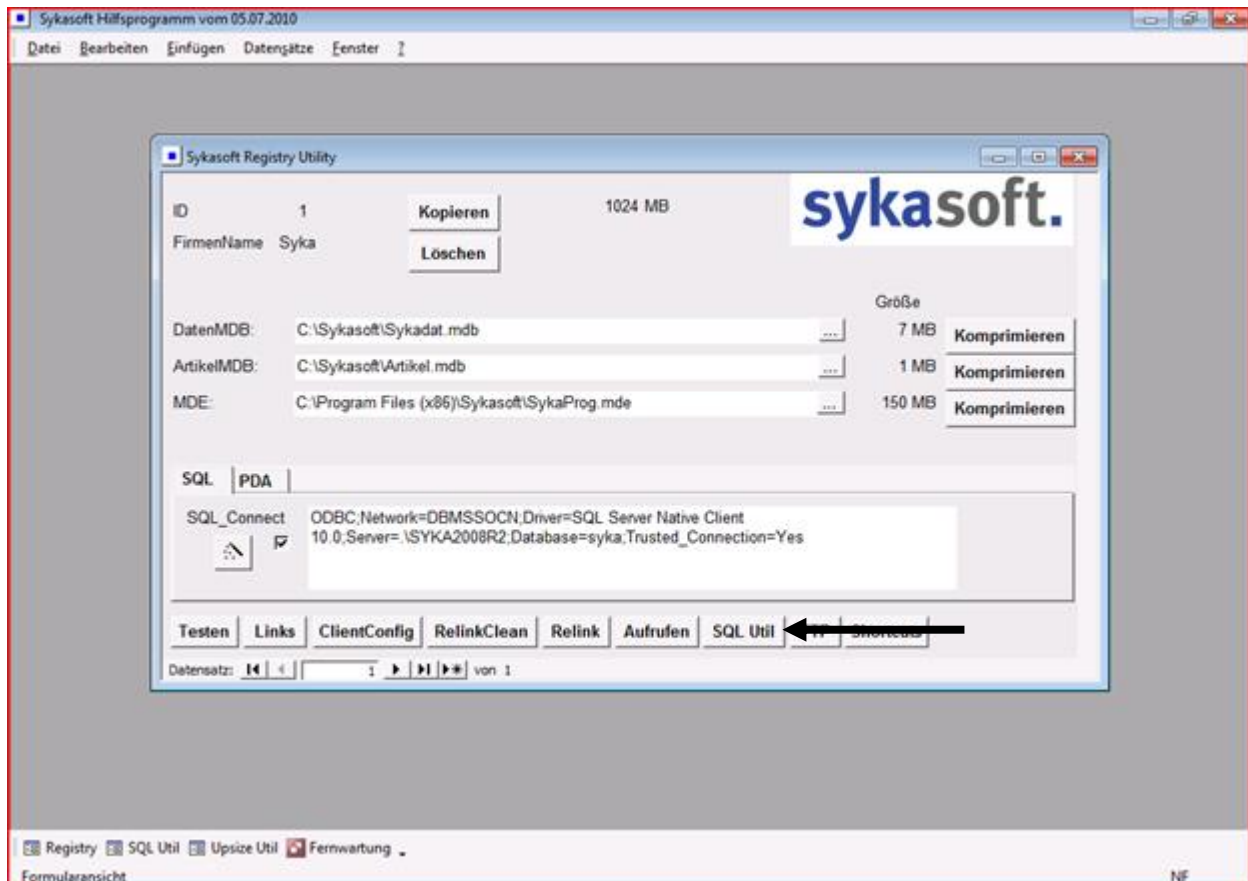 Sykasoft Hilfsprogramm vom 05.07.2010
Datei Bearbeiten Einfügen Datensätze Fenster ?
Sykasoft Registry Utility
ID 1 Kopieren 1024 MB sykasoft.
FirmenName Syka Löschen
Größe
DatenMDB: C:\Sykasoft\Sykadat.mdb ... 7 MB Komprimieren
ArtikelMDB: C:\Sykasoft\Artikel.mdb ... 1 MB Komprimieren
MDE: C:\Program Files (x86)\Sykasoft\SykaProg.mde ... 150 MB Komprimieren
SQL PDA
SQL_Connect ODBC;Network=DBMSSOCN;Driver=SQL Server Native Client
10.0;Server=.\SYKA2008R2;Database=syka;Trusted_Connection=Yes
Testen Links ClientConfig RelinkClean Relink Aufrufen SQL Util Shortcuts
Datensatz: 1 von 1
Registry SQL Util Upsize Util Fernwartung
Formularansicht NF